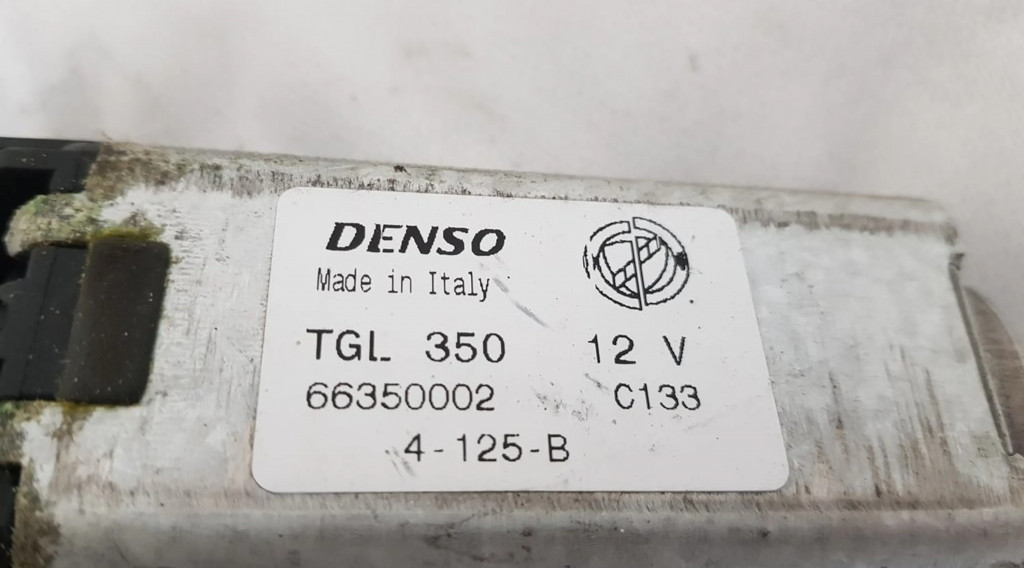 DENSO
Made in Italy
TGL 350 12 V
66350002 C133
4-125-B